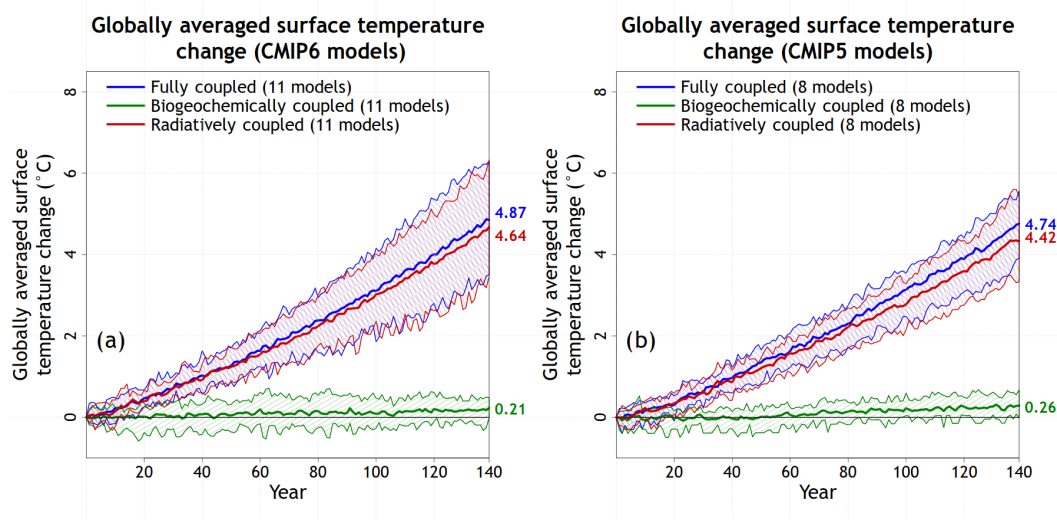 Globally averaged surface temperature
change (CMIP6 models)
Globally averaged surface
temperature change (°C)
8
6
4
2
0
Fully coupled (11 models)
Biogeochemically coupled (11 models)
Radiatively coupled (11 models)
4.87
4.64
(a)
0.21
20 40 60 80 100 120 140
Year
Globally averaged surface temperature
change (CMIP5 models)
Globally averaged surface
temperature change (°C)
8
6
4
2
0
Fully coupled (8 models)
Biogeochemically coupled (8 models)
Radiatively coupled (8 models)
4.74
4.42
(b)
0.26
20 40 60 80 100 120 140
Year